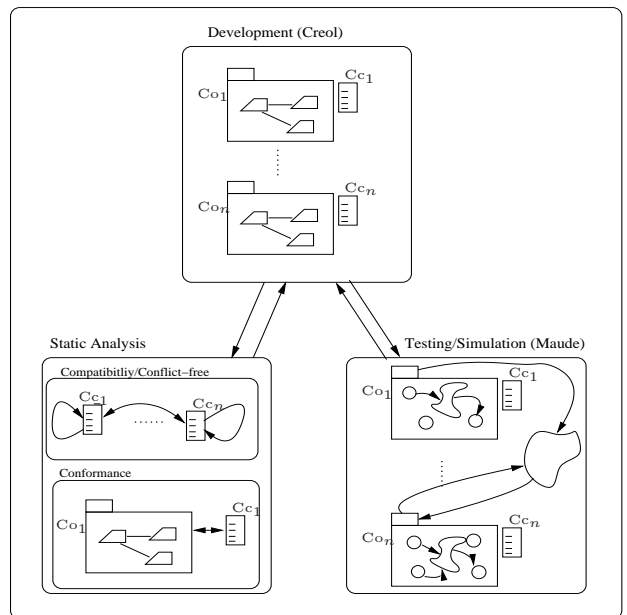 Development (Creol)
Co1
Cc1
Con
Ccn
Static Analysis
Compatibitliy/Conflict−free
Cc1
Ccn
Conformance
Co1
Cc1
Testing/Simulation (Maude)
Co1
Cc1
Con
Ccn